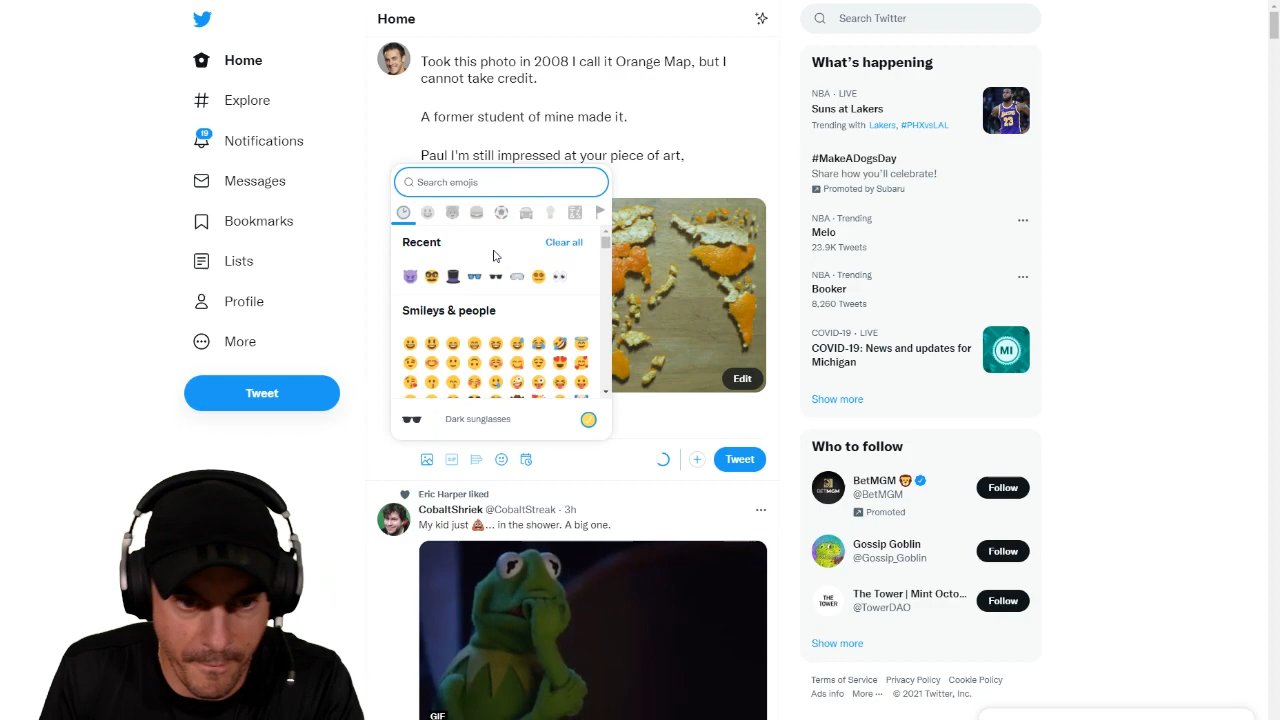 Home
Explore
19
Notifications
Messages
Bookmarks
Lists
Profile
More
Tweet
Home
Took this photo in 2008 I call it Orange Map, but I
cannot take credit.
A former student of mine made it.
Paul I'm still impressed at your piece of art,
Search emojis
Recent
Clear all
Smileys & people
Dark sunglasses
Edit
GIF
Tweet
Eric Harper liked
CobaltShriek @CobaltStreak · 3h
My kid just 💩... in the shower. A big one.
GIF
Search Twitter
What's happening
NBA · LIVE
Suns at Lakers
Trending with Lakers, #PHXvsLAL
#MakeADogsDay
Share how you'll celebrate!
Promoted by Subaru
NBA · Trending
Melo
23.9K Tweets
NBA · Trending
Booker
8,260 Tweets
COVID-19 · LIVE
COVID-19: News and updates for
Michigan
MI
Show more
Who to follow
BETMGM
BetMGM
@BetMGM
Promoted
Follow
Gossip Goblin
@Gossip_Goblin
Follow
THE
TOWER
The Tower | Mint Octo...
@TowerDAO
Follow
Show more
Terms of Service Privacy Policy Cookie Policy
Ads info More ··· © 2021 Twitter, Inc.